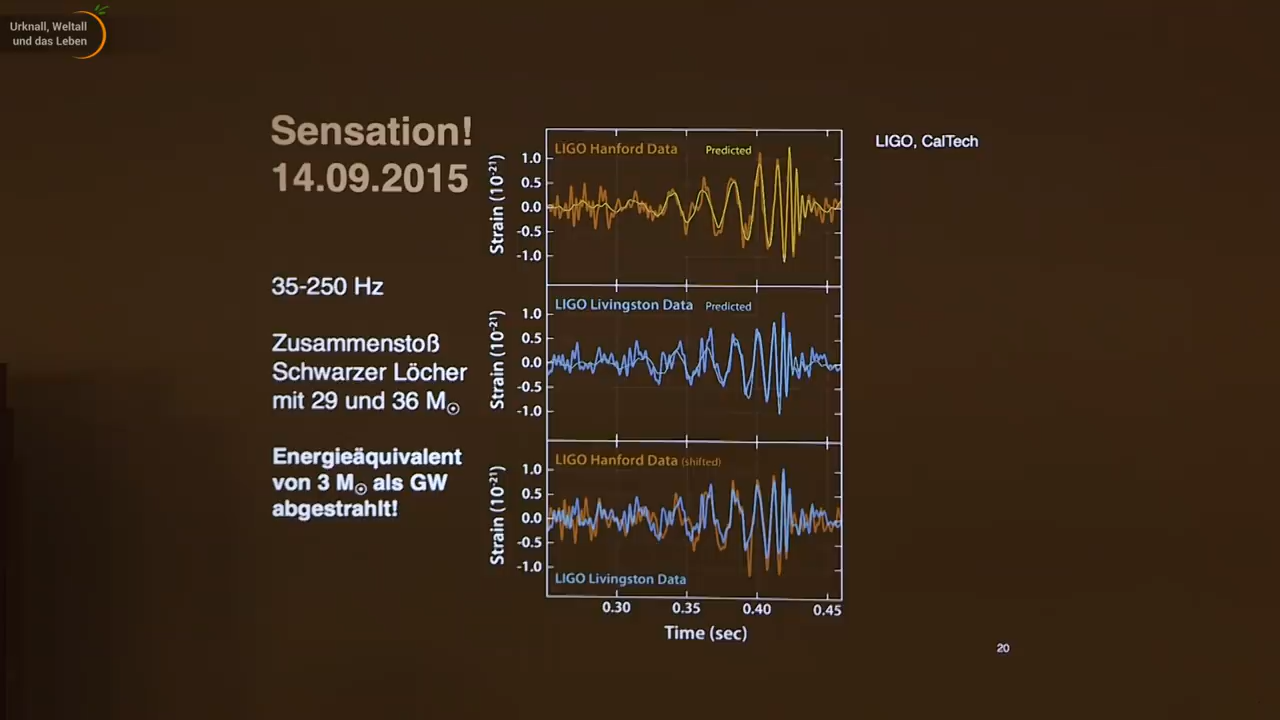 Urknall, Weltall
und das Leben
Sensation!
14.09.2015
35-250 Hz
Zusammenstoß
Schwarzer Löcher
mit 29 und 36 M☉
Energieäquivalent
von 3 M☉ als GW
abgestrahlt!
LIGO Hanford Data
Predicted
Strain (10⁻²¹)
1.0
0.5
0.0
-0.5
-1.0
LIGO Livingston Data
Predicted
Strain (10⁻²¹)
1.0
0.5
0.0
-0.5
-1.0
LIGO Hanford Data (shifted)
Strain (10⁻²¹)
1.0
0.5
0.0
-0.5
-1.0
LIGO Livingston Data
0.30 0.35 0.40 0.45
Time (sec)
LIGO, CalTech
20